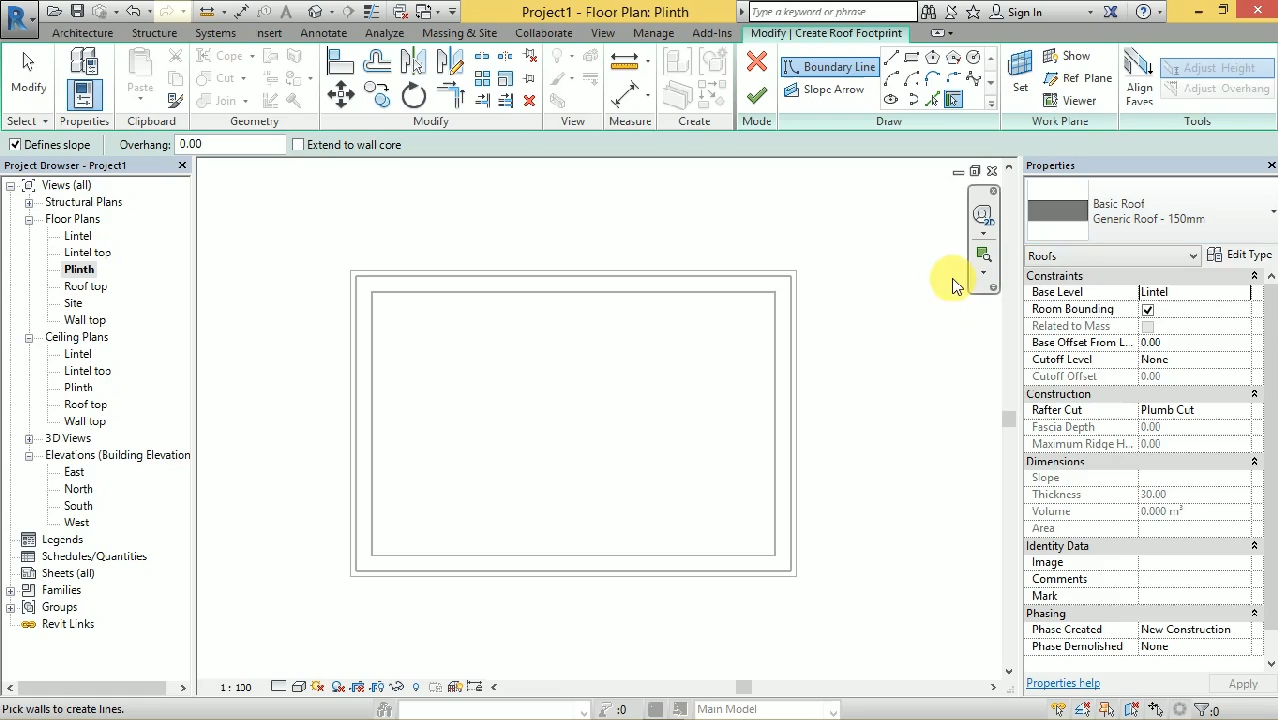 Project1 - Floor Plan: Plinth
Type a keyword or phrase
Sign In
Architecture
Structure
Systems
Insert
Annotate
Analyze
Massing & Site
Collaborate
View
Manage
Add-Ins
Modify | Create Roof Footprint
Modify
Paste
Cope
Cut
Join
Boundary Line
Slope Arrow
Set
Show
Ref Plane
Viewer
Align
Faces
Adjust Height
Adjust Overhang
Select
Properties
Clipboard
Geometry
Modify
View
Measure
Create
Mode
Draw
Work Plane
Tools
Defines slope
Overhang: 0.00
Extend to wall core
Project Browser - Project1
Views (all)
Structural Plans
Floor Plans
Lintel
Lintel top
Plinth
Roof top
Site
Wall top
Ceiling Plans
Lintel
Lintel top
Plinth
Roof top
Wall top
3D Views
Elevations (Building Elevation
East
North
South
West
Legends
Schedules/Quantities
Sheets (all)
Families
Groups
Revit Links
2D
Properties
Basic Roof
Generic Roof - 150mm
Roofs
Edit Type
Constraints
Base Level Lintel
Room Bounding
Related to Mass
Base Offset From L... 0.00
Cutoff Level None
Cutoff Offset 0.00
Construction
Rafter Cut Plumb Cut
Fascia Depth 0.00
Maximum Ridge H... 0.00
Dimensions
Slope
Thickness 30.00
Volume 0.000 m³
Area
Identity Data
Image
Comments
Mark
Phasing
Phase Created New Construction
Phase Demolished None
Properties help
Apply
1 : 100
Pick walls to create lines.
:0
Main Model
:0